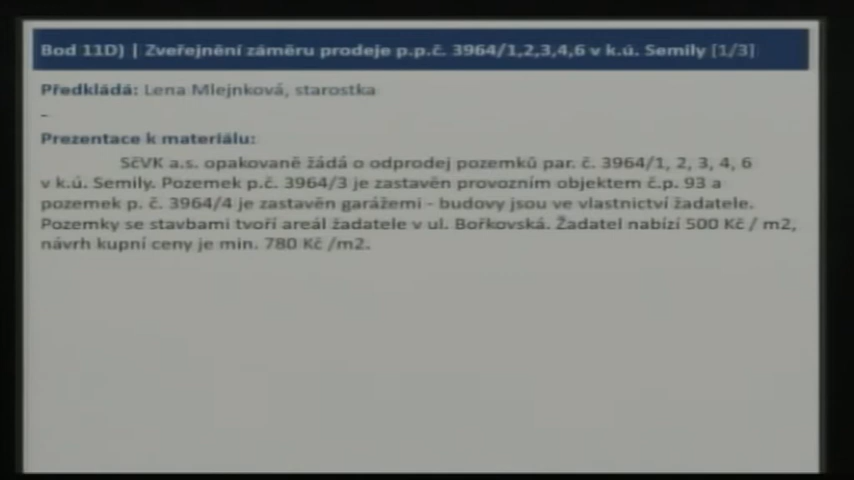 Bod 11D) | Zveřejnění záměru prodeje p.p.č. 3964/1,2,3,4,6 v k.ú. Semily [1/3]
Předkládá: Lena Mlejnková, starostka
-
Prezentace k materiálu:
SčVK a.s. opakovaně žádá o odprodej pozemků par. č. 3964/1, 2, 3, 4, 6
v k.ú. Semily. Pozemek p.č. 3964/3 je zastavěn provozním objektem č.p. 93 a
pozemek p. č. 3964/4 je zastavěn garážemi - budovy jsou ve vlastnictví žadatele.
Pozemky se stavbami tvoří areál žadatele v ul. Bořkovská. Žadatel nabízí 500 Kč / m2,
návrh kupní ceny je min. 780 Kč /m2.